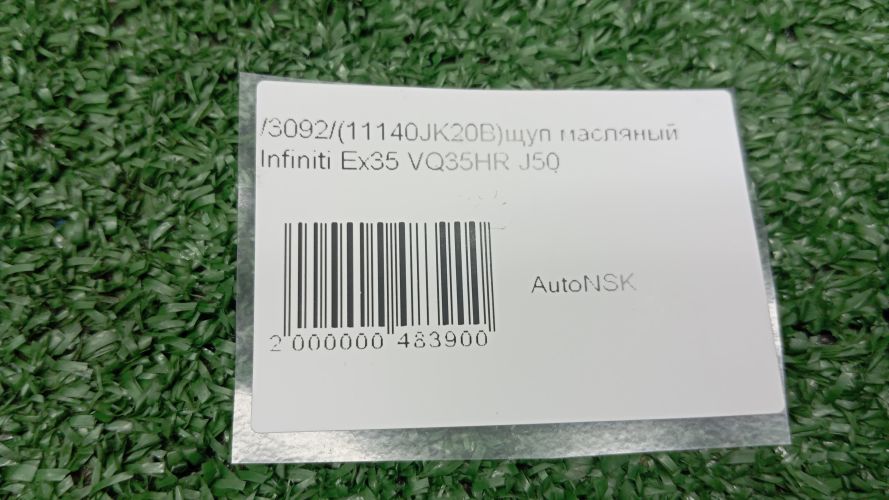 /3092/(11140JK20B)щуп масляный
Infiniti Ex35 VQ35HR J50
AutoNSK
2 000000 483900